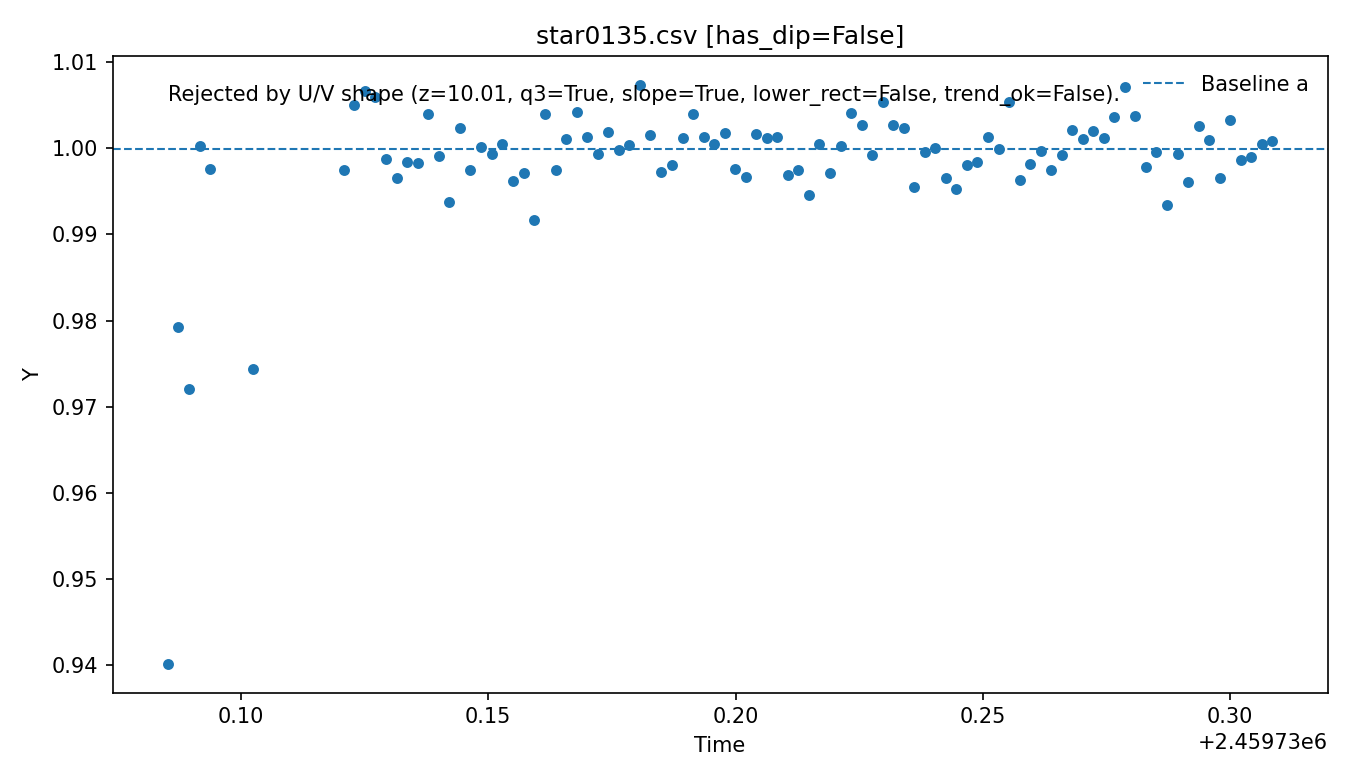 star0135.csv [has_dip=False]
Rejected by U/V shape (z=10.01, q3=True, slope=True, lower_rect=False, trend_ok=False).
Baseline a
1.01
1.00
0.99
0.98
0.97
0.96
0.95
0.94
Y
0.10 0.15 0.20 0.25 0.30
Time
+2.45973e6